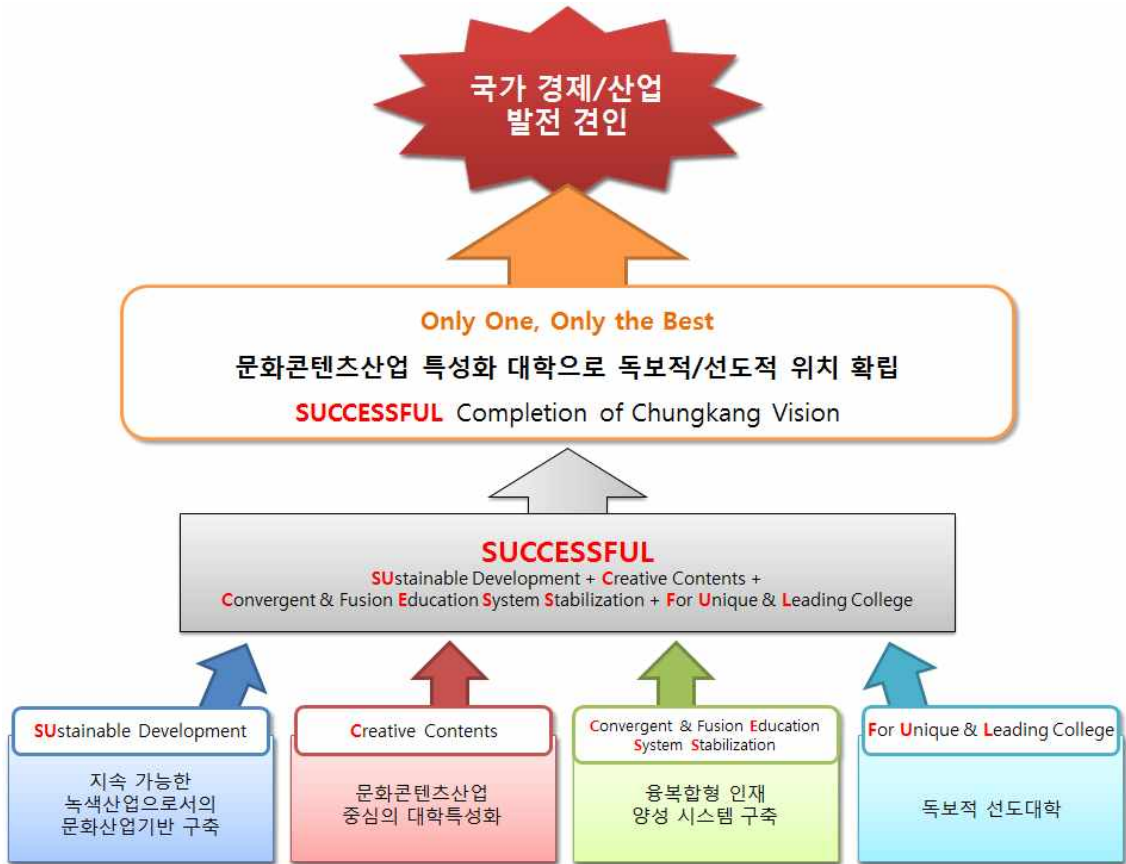 국가 경제/산업
발전 견인
Only One, Only the Best
문화콘텐츠산업 특성화 대학으로 독보적/선도적 위치 확립
SUCCESSFUL Completion of Chungkang Vision
SUCCESSFUL
SUstainable Development + Creative Contents +
Convergent & Fusion Education System Stabilization + For Unique & Leading College
SUstainable Development
지속 가능한
녹색산업으로서의
문화산업기반 구축
Creative Contents
문화콘텐츠산업
중심의 대학특성화
Convergent & Fusion Education
System Stabilization
융복합형 인재
양성 시스템 구축
For Unique & Leading College
독보적 선도대학